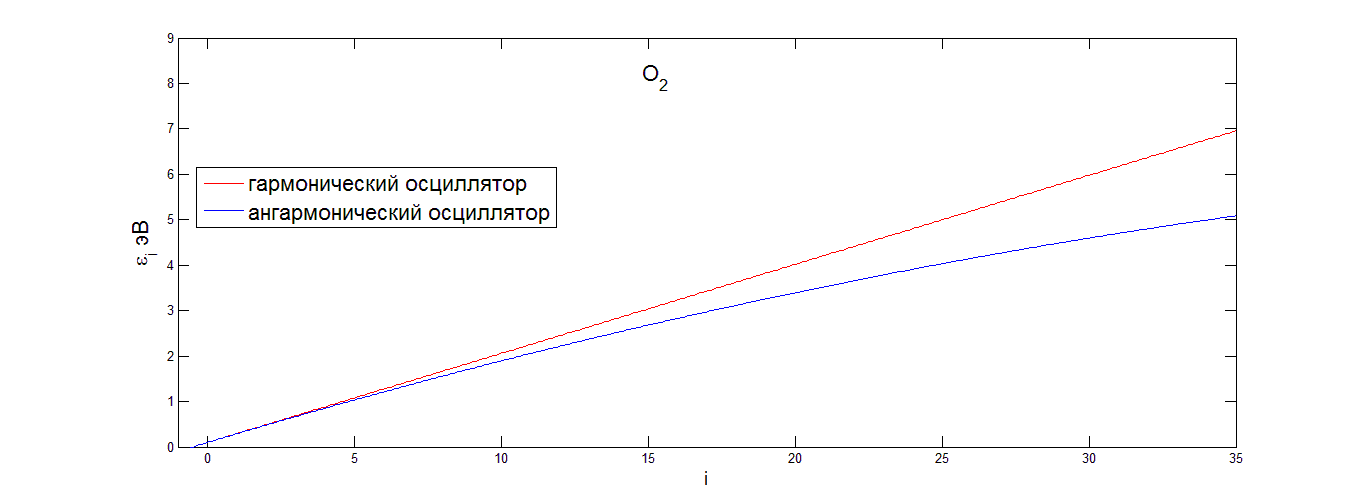 9
O2
8
7
6
гармонический осциллятор
ангармонический осциллятор
5
εi эВ
4
3
2
1
0
0 5 10 15 20 25 30 35
i